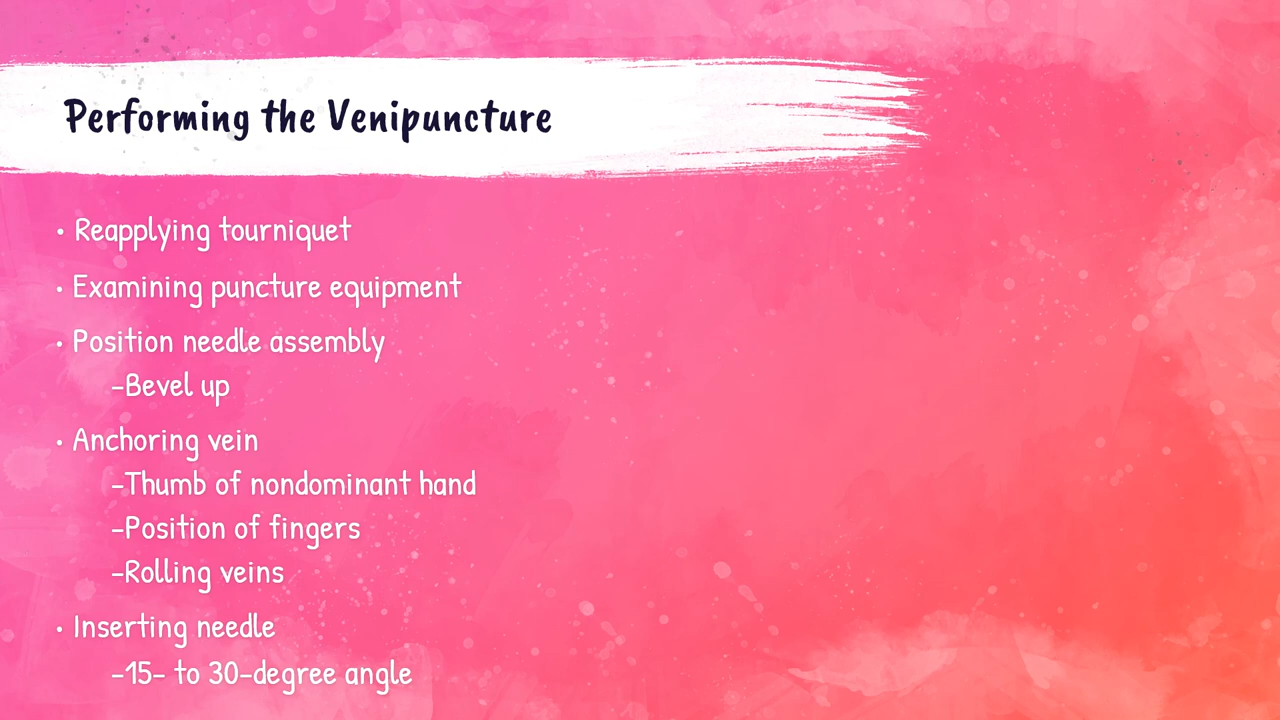 Performing the Venipuncture
• Reapplying tourniquet
• Examining puncture equipment
• Position needle assembly
–Bevel up
• Anchoring vein
–Thumb of nondominant hand
–Position of fingers
–Rolling veins
• Inserting needle
–15- to 30-degree angle